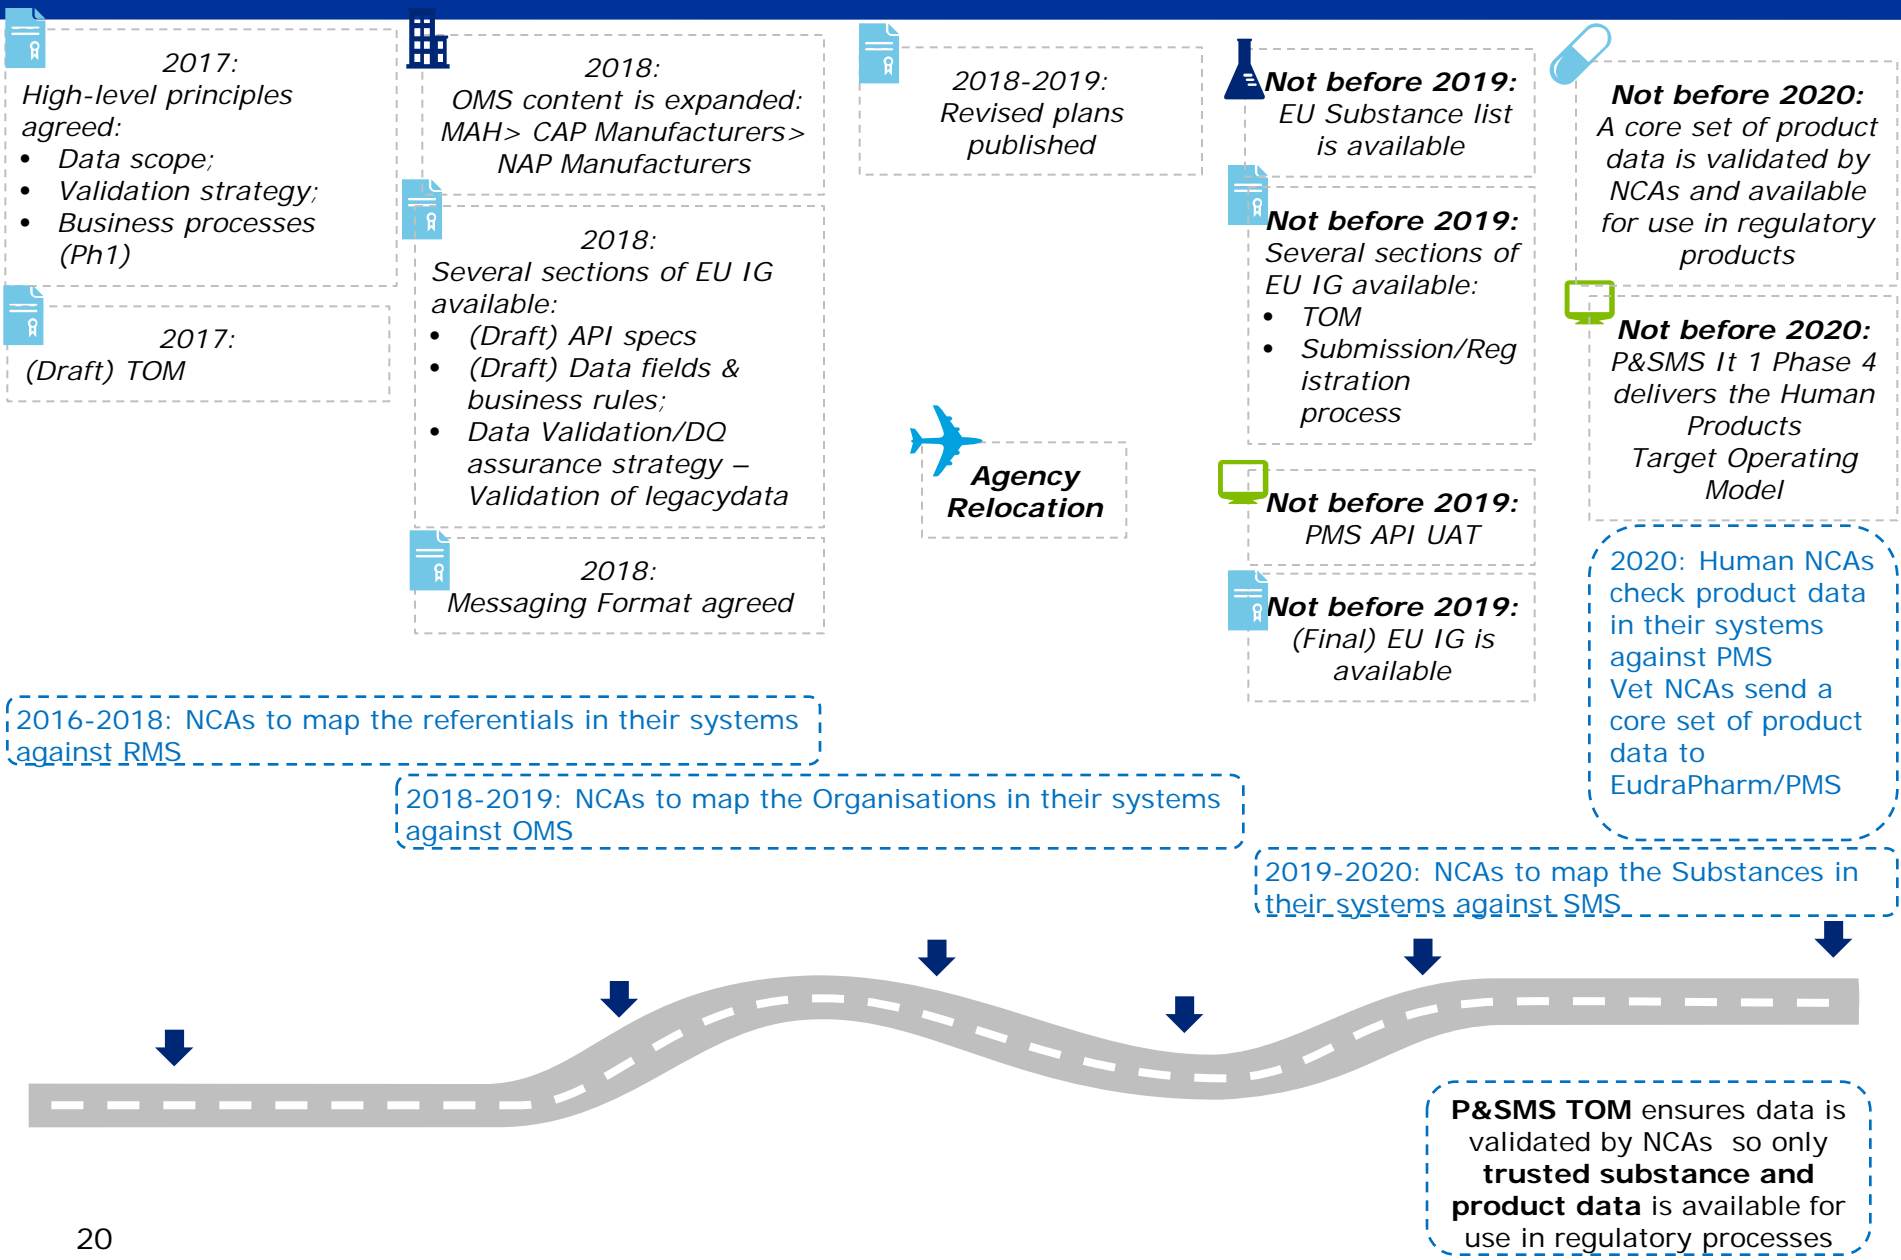 2017:
High-level principles
agreed:
• Data scope;
• Validation strategy;
• Business processes
(Ph1)
2017:
(Draft) TOM
2018:
OMS content is expanded:
MAH> CAP Manufacturers>
NAP Manufacturers
2018:
Several sections of EU IG
available:
• (Draft) API specs
• (Draft) Data fields &
business rules;
• Data Validation/DQ
assurance strategy –
Validation of legacydata
2018:
Messaging Format agreed
2018-2019:
Revised plans
published
Agency
Relocation
Not before 2019:
EU Substance list
is available
Not before 2019:
Several sections of
EU IG available:
• TOM
• Submission/Reg
istration
process
Not before 2019:
PMS API UAT
Not before 2019:
(Final) EU IG is
available
Not before 2020:
A core set of product
data is validated by
NCAs and available
for use in regulatory
products
Not before 2020:
P&SMS It 1 Phase 4
delivers the Human
Products
Target Operating
Model
2020: Human NCAs
check product data
in their systems
against PMS
Vet NCAs send a
core set of product
data to
EudraPharm/PMS
2016-2018: NCAs to map the referentials in their systems
against RMS
2018-2019: NCAs to map the Organisations in their systems
against OMS
2019-2020: NCAs to map the Substances in
their systems against SMS
P&SMS TOM ensures data is
validated by NCAs so only
trusted substance and
product data is available for
use in regulatory processes
20